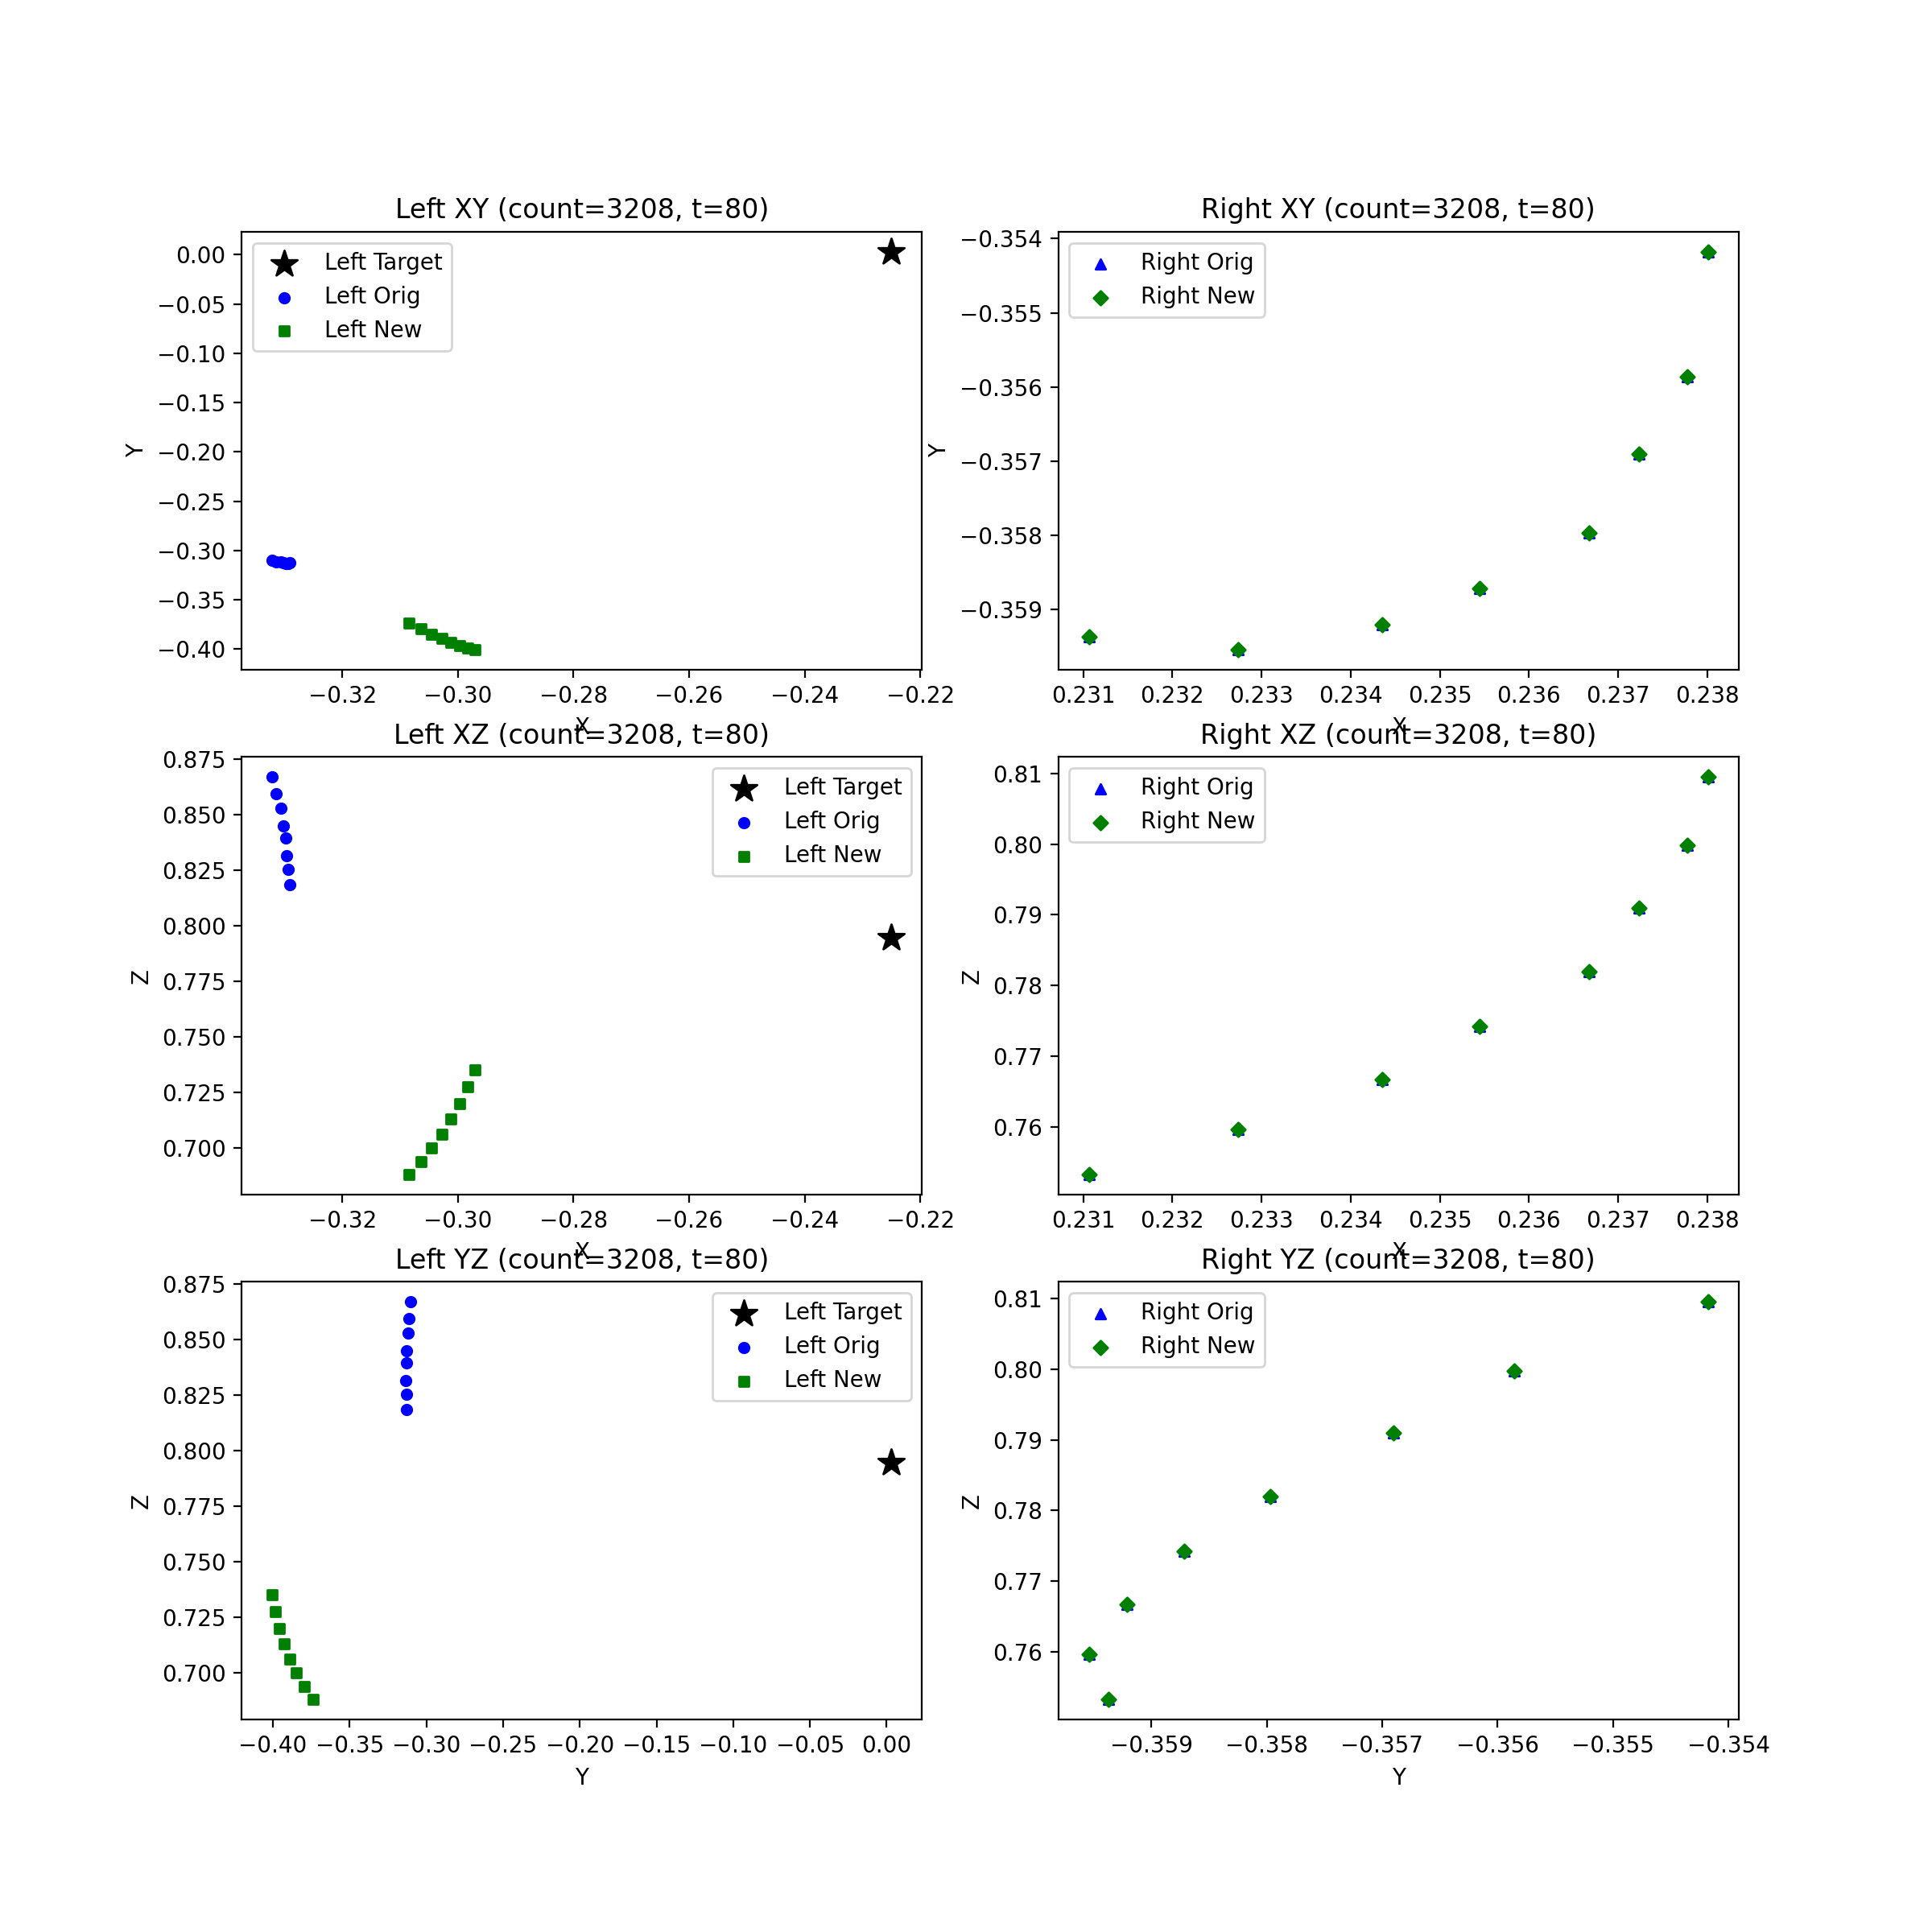 Left XY (count=3208, t=80)
Left Target
Left Orig
Left New
0.00
−0.05
−0.10
−0.15
−0.20
−0.25
−0.30
−0.35
−0.40
Y
−0.32 −0.30 −0.28 −0.26 −0.24 −0.22
X
Right XY (count=3208, t=80)
Right Orig
Right New
−0.354
−0.355
−0.356
−0.357
−0.358
−0.359
Y
0.231 0.232 0.233 0.234 0.235 0.236 0.237 0.238
X
Left XZ (count=3208, t=80)
Left Target
Left Orig
Left New
0.875
0.850
0.825
0.800
0.775
0.750
0.725
0.700
Z
−0.32 −0.30 −0.28 −0.26 −0.24 −0.22
X
Right XZ (count=3208, t=80)
Right Orig
Right New
0.81
0.80
0.79
0.78
0.77
0.76
Z
0.231 0.232 0.233 0.234 0.235 0.236 0.237 0.238
X
Left YZ (count=3208, t=80)
Left Target
Left Orig
Left New
0.875
0.850
0.825
0.800
0.775
0.750
0.725
0.700
Z
−0.40 −0.35 −0.30 −0.25 −0.20 −0.15 −0.10 −0.05 0.00
Y
Right YZ (count=3208, t=80)
Right Orig
Right New
0.81
0.80
0.79
0.78
0.77
0.76
Z
−0.359 −0.358 −0.357 −0.356 −0.355 −0.354
Y